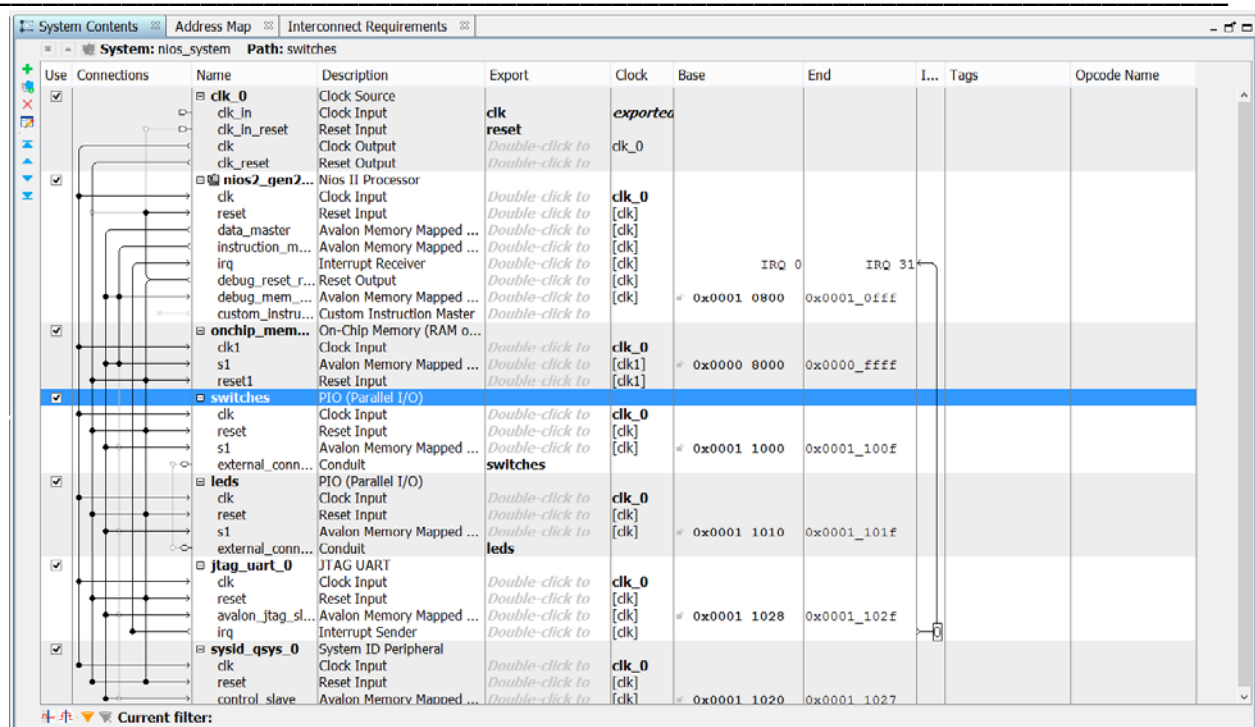 System Contents Address Map Interconnect Requirements
System: nios_system Path: switches
Use Connections Name Description Export Clock Base End I... Tags Opcode Name
clk_0 Clock Source
clk_in Clock Input clk exported
clk_in_reset Reset Input reset
clk Clock Output Double-click to clk_0
clk_reset Reset Output Double-click to
nios2_gen2... Nios II Processor
clk Clock Input Double-click to clk_0
reset Reset Input Double-click to [clk]
data_master Avalon Memory Mapped ... Double-click to [clk]
instruction_m... Avalon Memory Mapped ... Double-click to [clk]
irq Interrupt Receiver Double-click to [clk] IRQ 0 IRQ 31
debug_reset_r... Reset Output Double-click to [clk]
debug_mem_... Avalon Memory Mapped ... Double-click to [clk] 0x0001 0800 0x0001_0fff
custom_instru... Custom Instruction Master Double-click to
onchip_mem... On-Chip Memory (RAM o...
clk1 Clock Input Double-click to clk_0
s1 Avalon Memory Mapped ... Double-click to [clk1] 0x0000 8000 0x0000_ffff
reset1 Reset Input Double-click to [clk1]
switches PIO (Parallel I/O)
clk Clock Input Double-click to clk_0
reset Reset Input Double-click to [clk]
s1 Avalon Memory Mapped ... Double-click to [clk] 0x0001 1000 0x0001_100f
external_conn... Conduit switches
leds PIO (Parallel I/O)
clk Clock Input Double-click to clk_0
reset Reset Input Double-click to [clk]
s1 Avalon Memory Mapped ... Double-click to [clk] 0x0001 1010 0x0001_101f
external_conn... Conduit leds
jtag_uart_0 JTAG UART
clk Clock Input Double-click to clk_0
reset Reset Input Double-click to [clk]
avalon_jtag_sl... Avalon Memory Mapped ... Double-click to [clk] 0x0001 1028 0x0001_102f
irq Interrupt Sender Double-click to [clk] 0
sysid_qsys_0 System ID Peripheral
clk Clock Input Double-click to clk_0
reset Reset Input Double-click to [clk]
control_slave Avalon Memory Mapped ... Double-click to [clk] 0x0001 1020 0x0001_1027
Current filter: